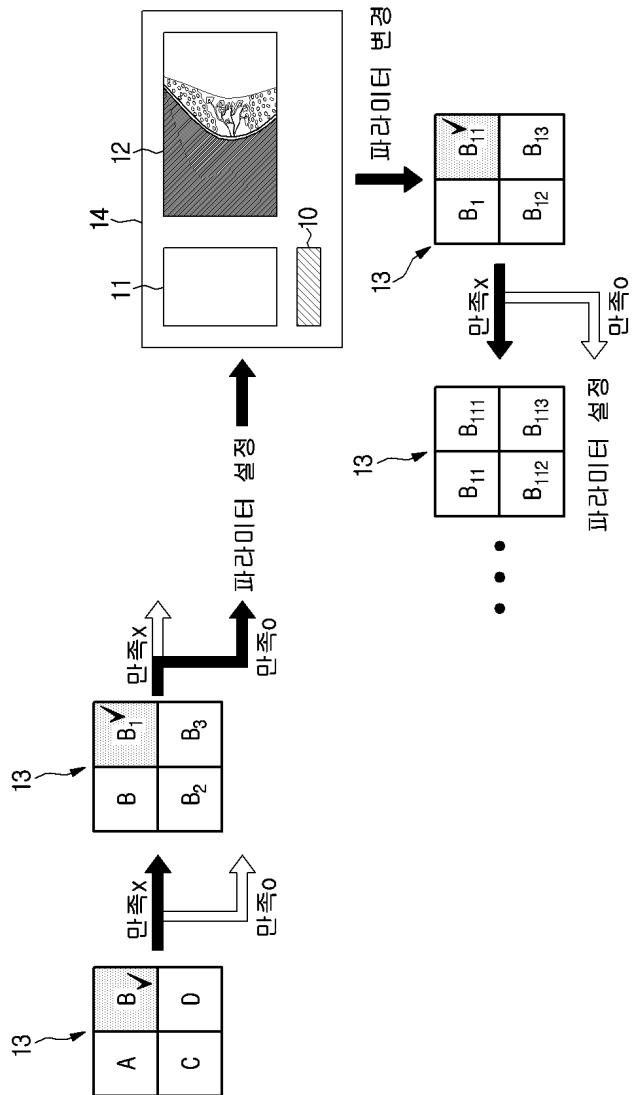 13
A B
C D
만족x
만족o
13
B B₁
B₂ B₃
만족x
만족o
파라미터 설정
14
11
12
10
파라미터 변경
13
B₁ B₁₁
B₁₂ B₁₃
만족x
만족o
파라미터 설정
13
B₁₁ B₁₁₁
B₁₁₂ B₁₁₃